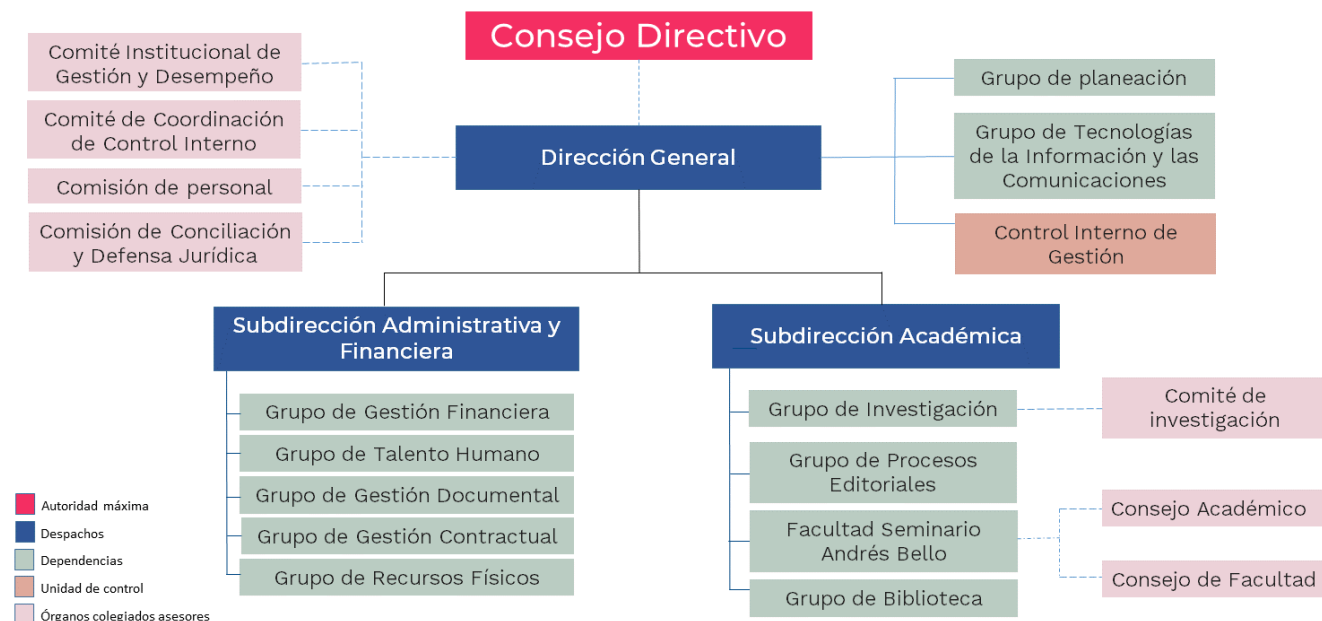 Consejo Directivo
Comité Institucional de
Gestión y Desempeño
Comité de Coordinación
de Control Interno
Comisión de personal
Comisión de Conciliación
y Defensa Jurídica
Dirección General
Grupo de planeación
Grupo de Tecnologías
de la Información y las
Comunicaciones
Control Interno de
Gestión
Subdirección Administrativa y
Financiera
Grupo de Gestión Financiera
Grupo de Talento Humano
Grupo de Gestión Documental
Grupo de Gestión Contractual
Grupo de Recursos Físicos
Subdirección Académica
Grupo de Investigación
Grupo de Procesos
Editoriales
Facultad Seminario
Andrés Bello
Grupo de Biblioteca
Comité de
investigación
Consejo Académico
Consejo de Facultad
Autoridad máxima
Despachos
Dependencias
Unidad de control
Órganos colegiados asesores